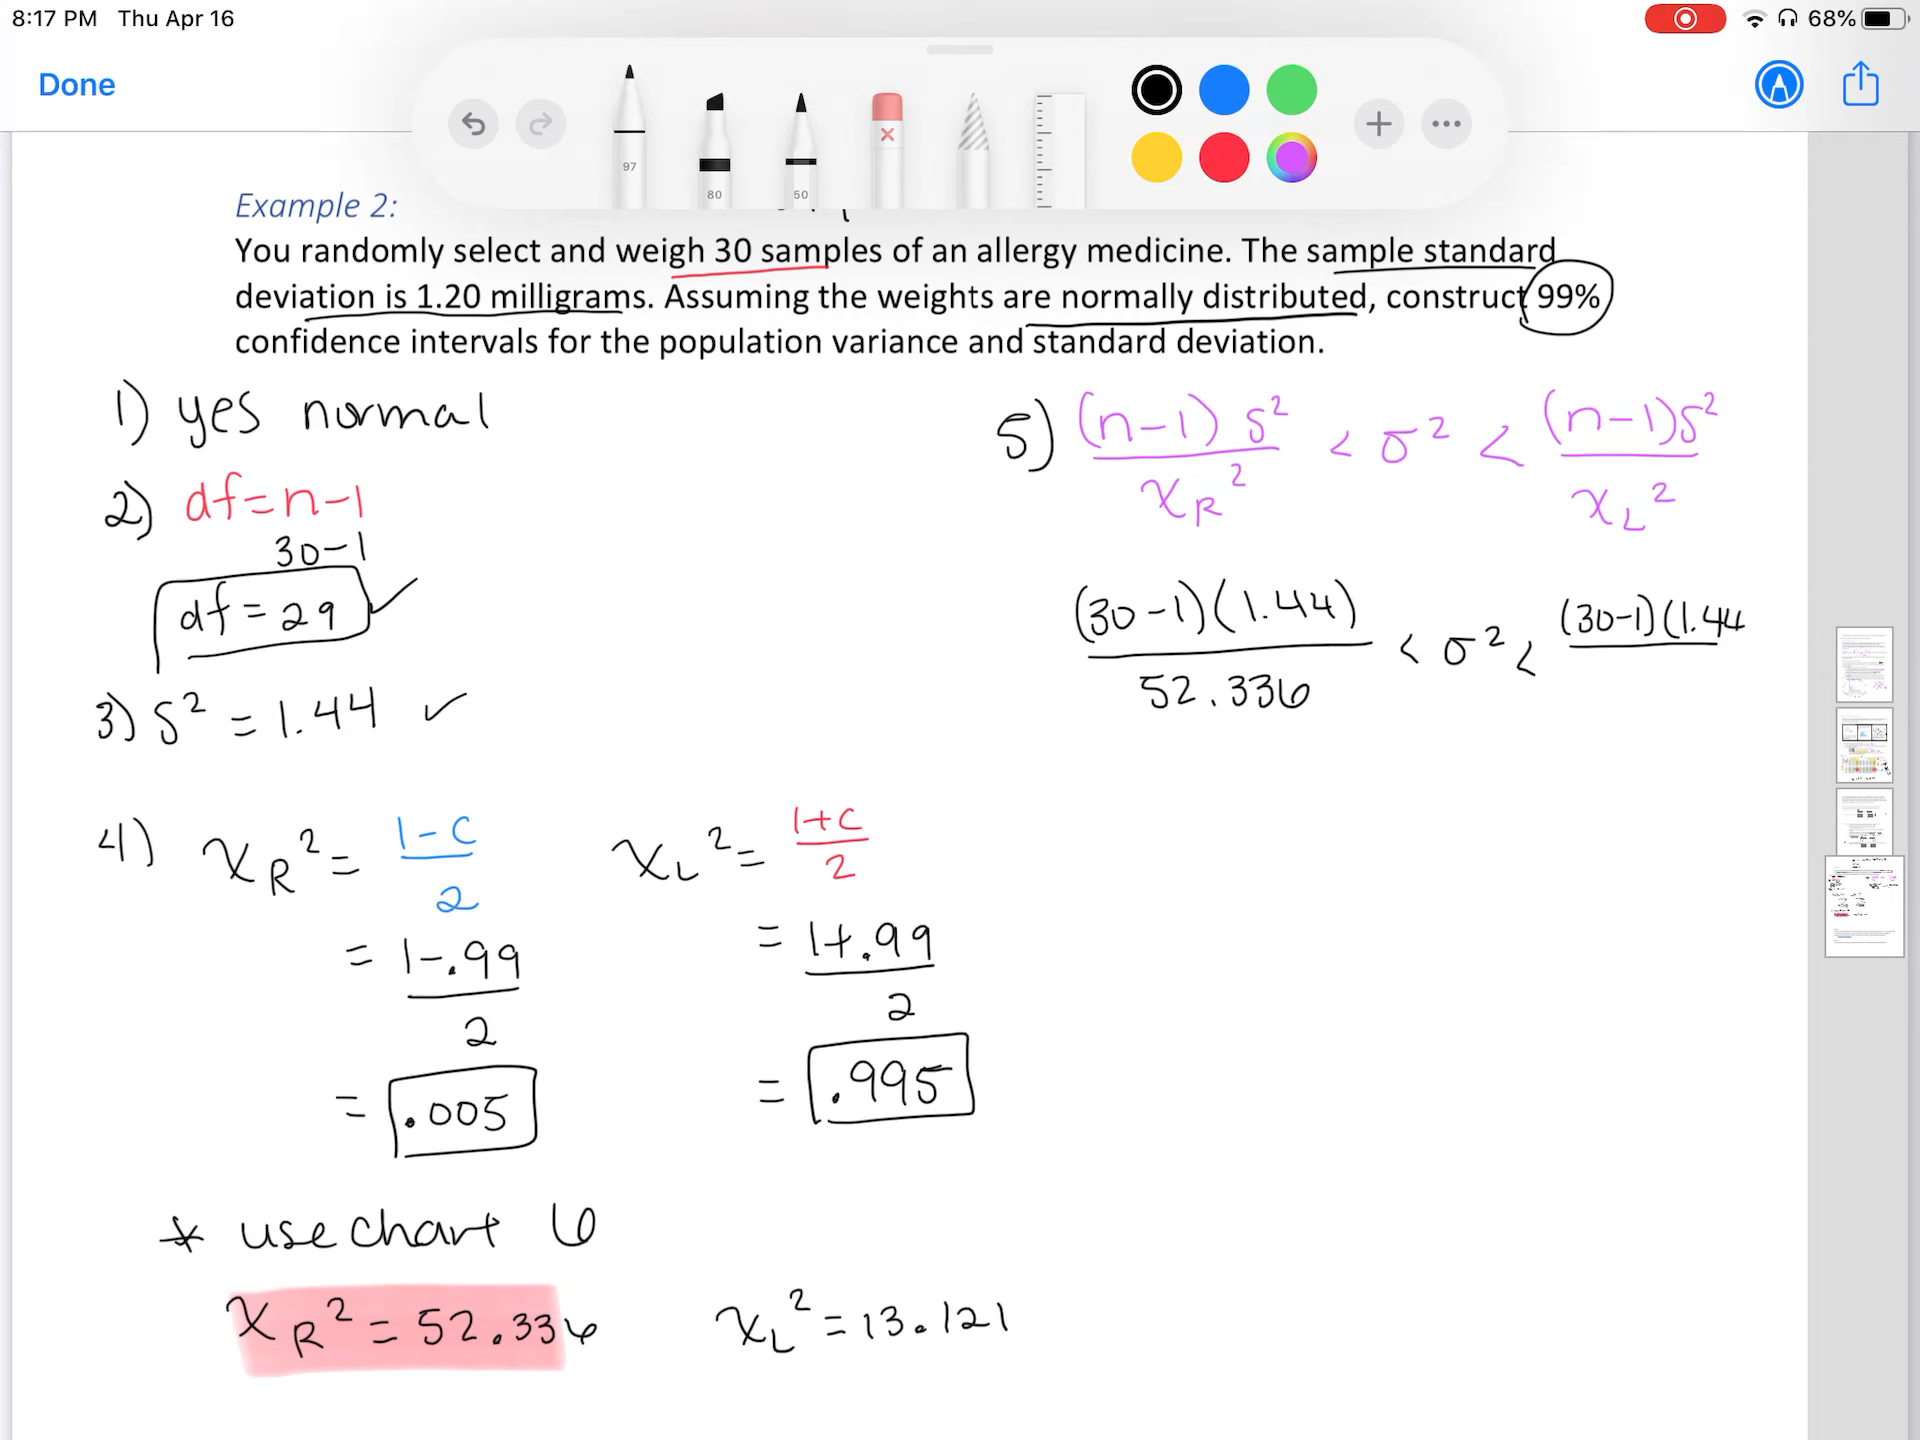 8:17 PM Thu Apr 16
68%
Done
97
80
50
Example 2:
You randomly select and weigh 30 samples of an allergy medicine. The sample standard
deviation is 1.20 milligrams. Assuming the weights are normally distributed, construct 99%
confidence intervals for the population variance and standard deviation.
1) yes normal
2) df=n-1
30-1
df = 29 ✓
3) S² = 1.44 ✓
4) χR² = 1-c
2
= 1-.99
2
= .005
χL² = 1+c
2
= 1+.99
2
= .995
* use chart 6
χR² = 52.336
χL² = 13.121
5) (n-1) S² < σ² < (n-1)S²
χR² χL²
(30-1)(1.44) < σ² < (30-1)(1.44
52.336